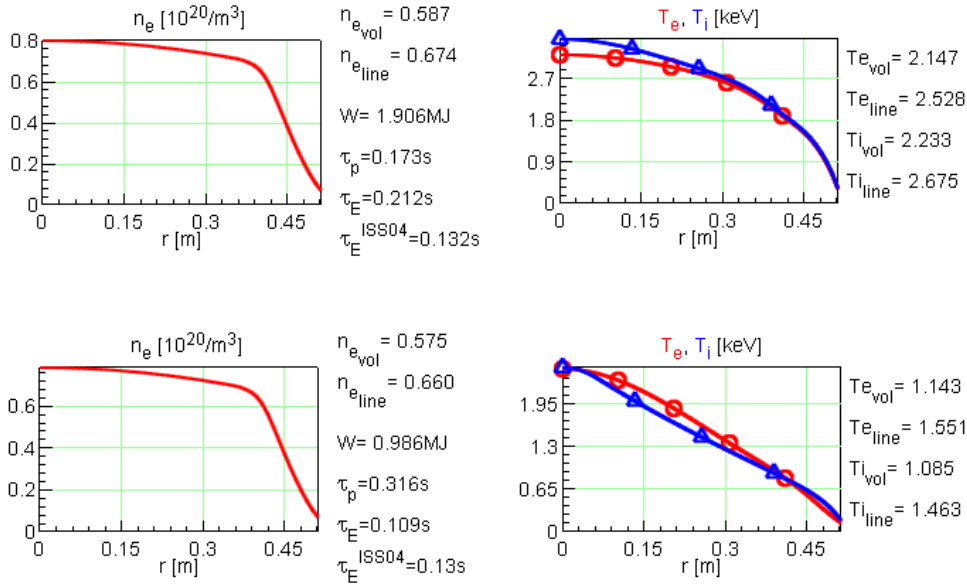 n_e [10^20/m^3]
0.8
0.6
0.4
0.2
0
0 0.15 0.3 0.45
r [m]
n_e_vol = 0.587
n_e_line = 0.674
W= 1.906MJ
τ_p=0.173s
τ_E=0.212s
τ_E^ISS04=0.132s
T_e, T_i [keV]
2.7
1.8
0.9
0
0 0.15 0.3 0.45
r [m]
Te_vol= 2.147
Te_line= 2.528
Ti_vol= 2.233
Ti_line= 2.675
n_e [10^20/m^3]
0.6
0.4
0.2
0
0 0.15 0.3 0.45
r [m]
n_e_vol = 0.575
n_e_line = 0.660
W= 0.986MJ
τ_p=0.316s
τ_E=0.109s
τ_E^ISS04=0.13s
T_e, T_i [keV]
1.95
1.3
0.65
0
0 0.15 0.3 0.45
r [m]
Te_vol= 1.143
Te_line= 1.551
Ti_vol= 1.085
Ti_line= 1.463